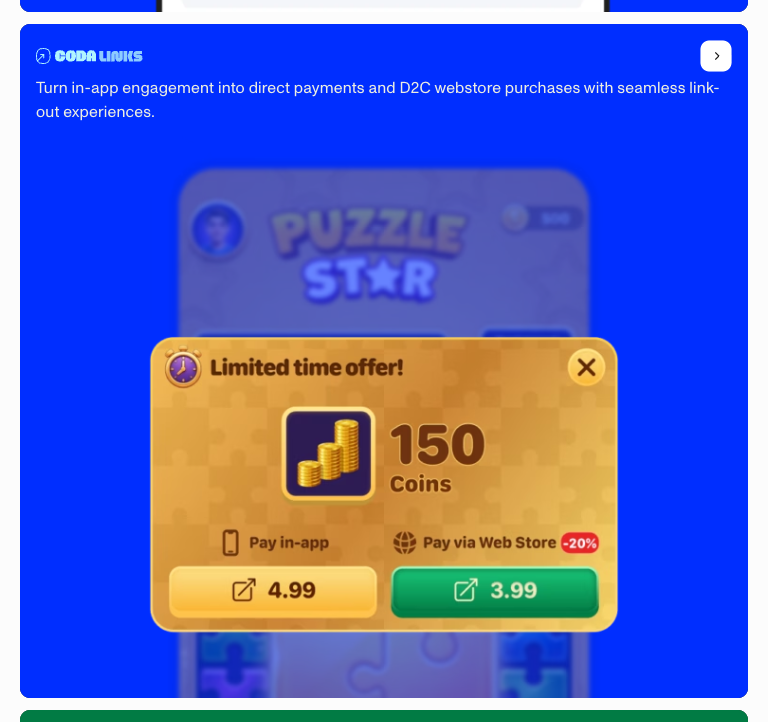 CODA LINKS
Turn in-app engagement into direct payments and D2C webstore purchases with seamless link-
out experiences.
PUZZLE
STAR
500
Limited time offer!
150
Coins
Pay in-app
Pay via Web Store -20%
4.99
3.99